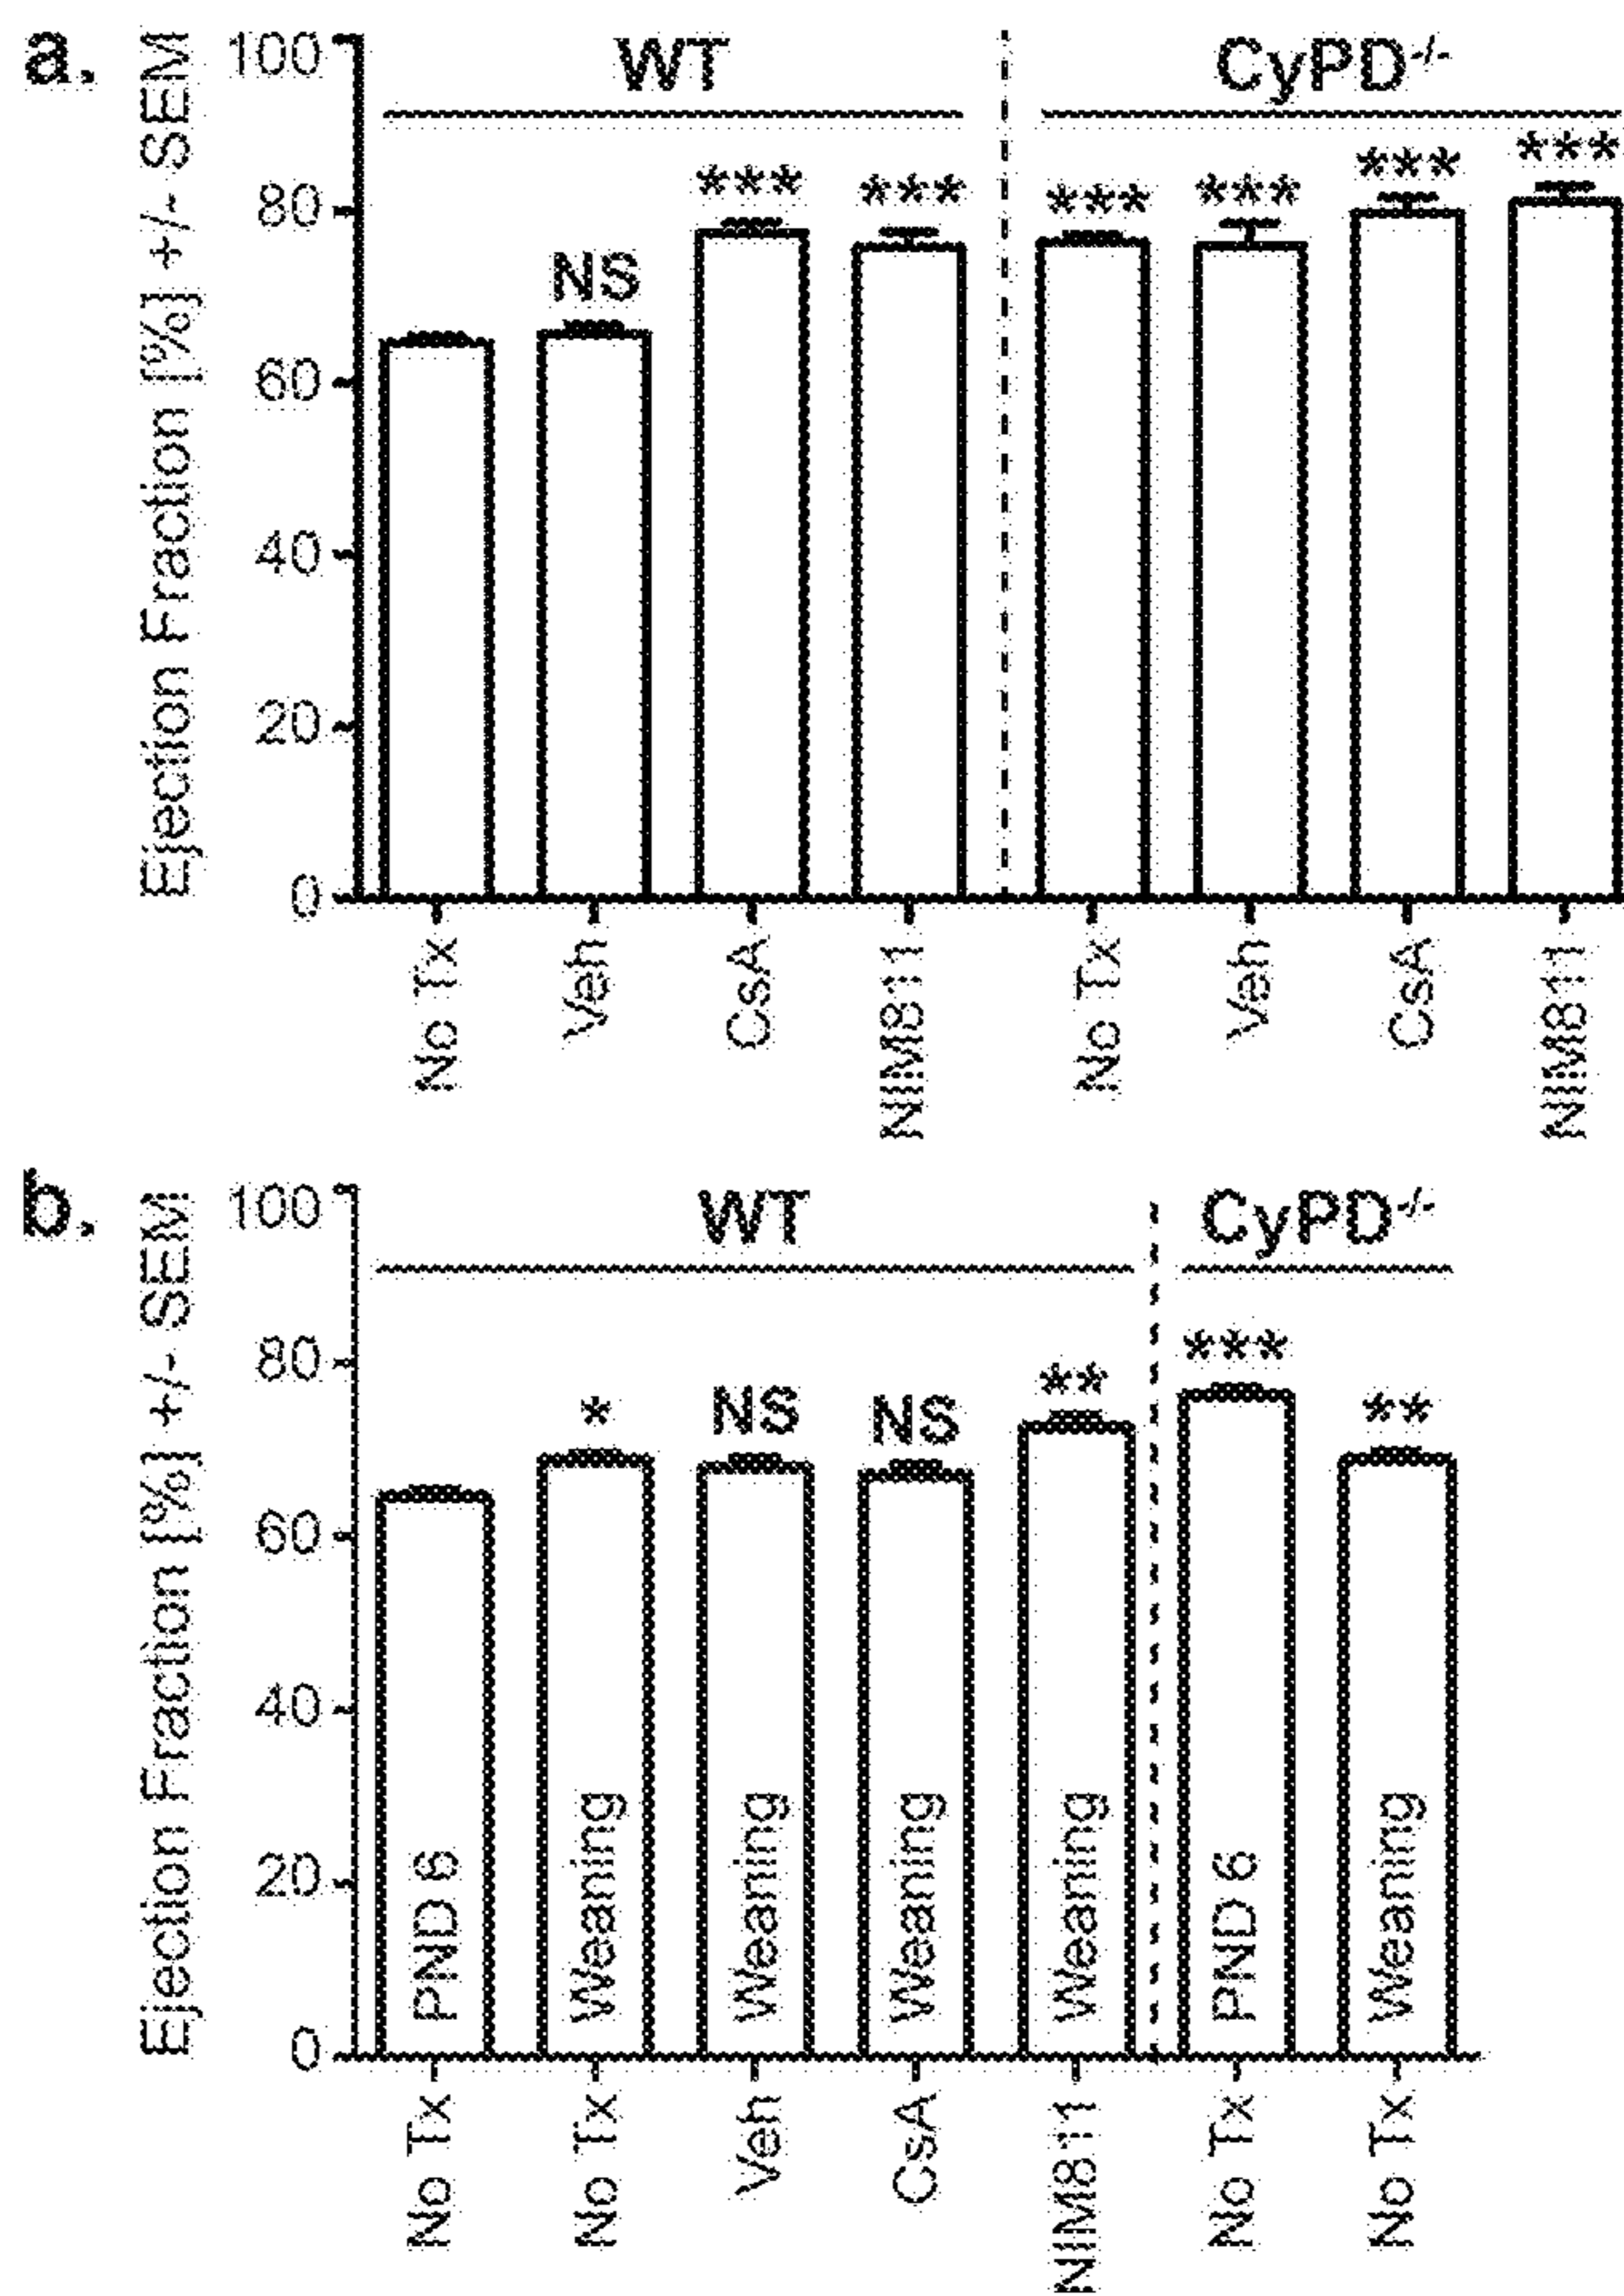 a.
Ejection Fraction [%] +/- SEM
100
80
60
40
20
0
WT
CyPD-/-
NS
***
***
***
***
***
***
No Tx
Veh
CsA
NIM811
No Tx
Veh
CsA
NIM811
b.
Ejection Fraction [%] +/- SEM
100
80
60
40
20
0
WT
CyPD-/-
*
NS
NS
**
***
**
PND 6
Weaning
Weaning
Weaning
Weaning
PND 6
Weaning
No Tx
No Tx
Veh
CsA
NIM811
No Tx
No Tx